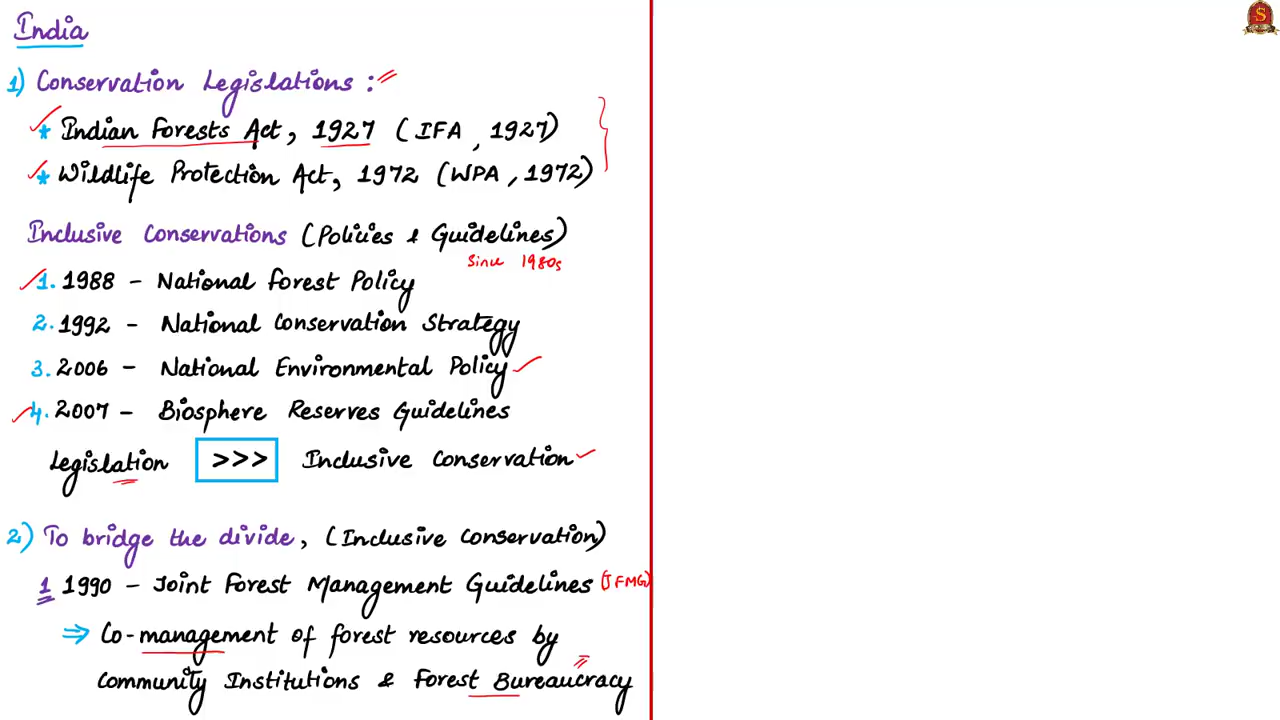 India
1) Conservation Legislations :
* Indian Forests Act, 1927 (IFA, 1927)
* Wildlife Protection Act, 1972 (WPA, 1972)
Inclusive Conservations (Policies & Guidelines)
Since 1980s
1. 1988 - National Forest Policy
2. 1992 - National Conservation Strategy
3. 2006 - National Environmental Policy
4. 2007 - Biosphere Reserves Guidelines
Legislation >>> Inclusive Conservation
2) To bridge the divide, (Inclusive Conservation)
1 1990 - Joint Forest Management Guidelines (JFMG)
⇒ Co-management of forest resources by
Community Institutions & Forest Bureaucracy
S